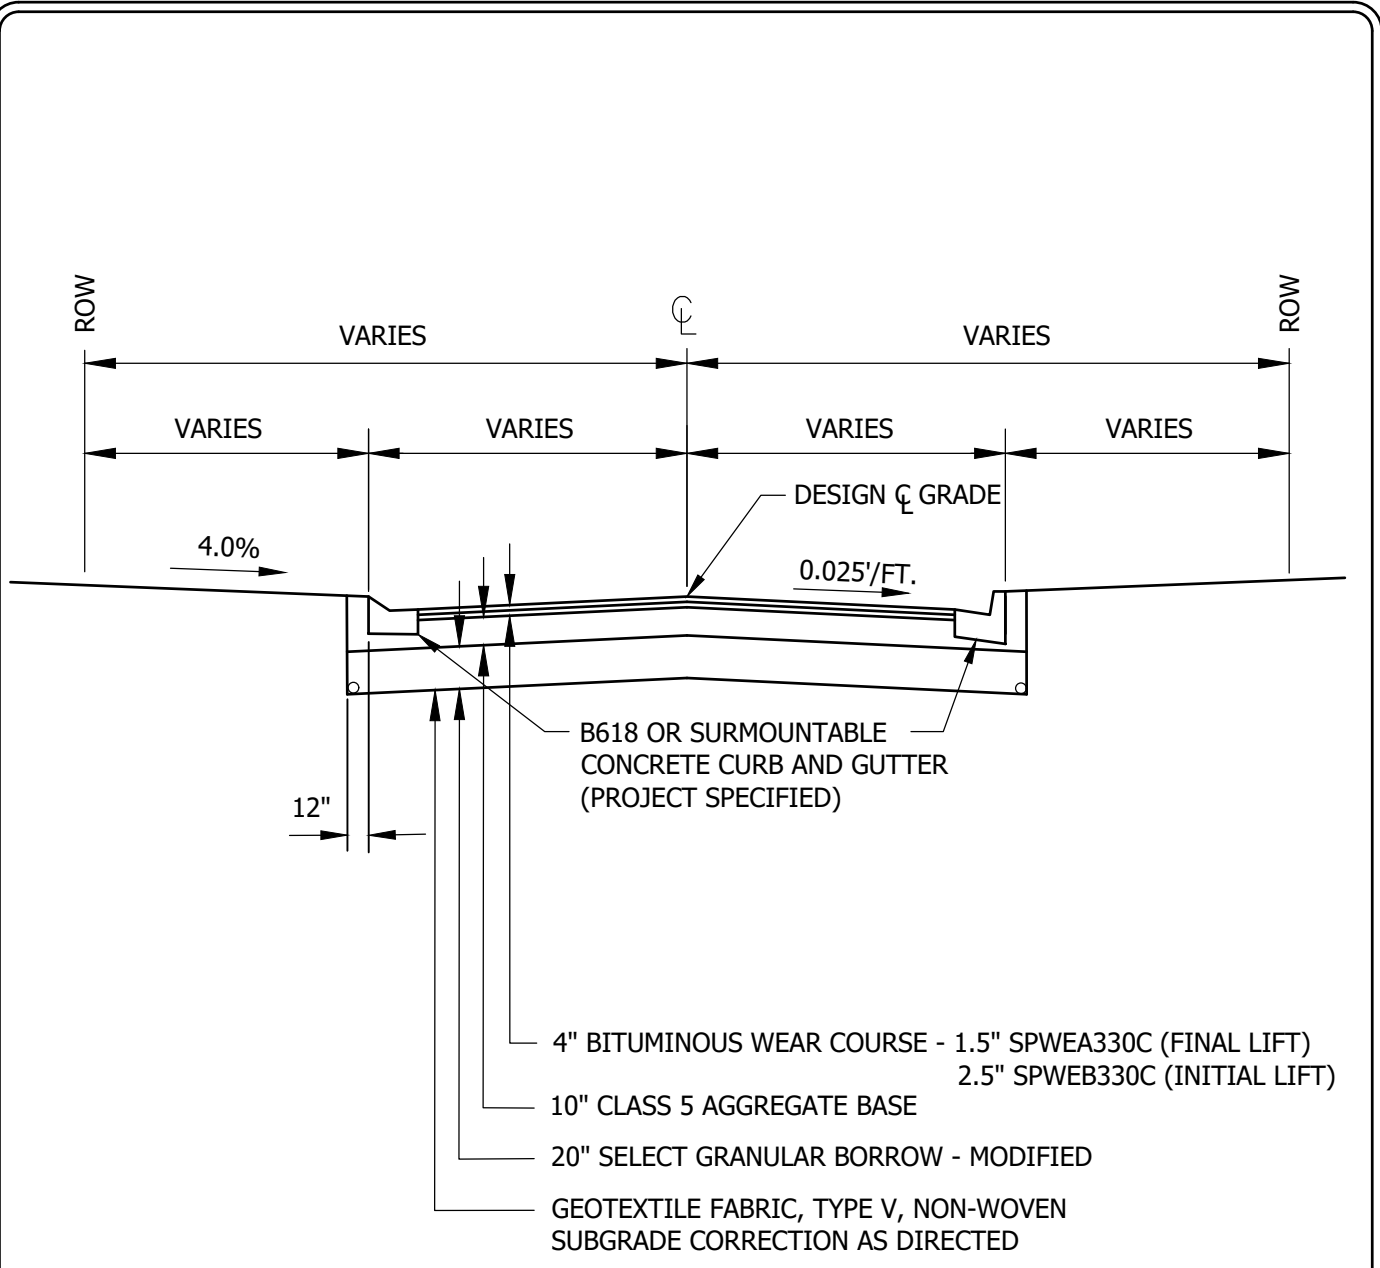 ROW
ROW
℄
VARIES
VARIES
VARIES
VARIES
VARIES
VARIES
DESIGN ℄ GRADE
4.0%
0.025'/FT.
B618 OR SURMOUNTABLE
CONCRETE CURB AND GUTTER
(PROJECT SPECIFIED)
12"
4" BITUMINOUS WEAR COURSE - 1.5" SPWEA330C (FINAL LIFT)
2.5" SPWEB330C (INITIAL LIFT)
10" CLASS 5 AGGREGATE BASE
20" SELECT GRANULAR BORROW - MODIFIED
GEOTEXTILE FABRIC, TYPE V, NON-WOVEN
SUBGRADE CORRECTION AS DIRECTED